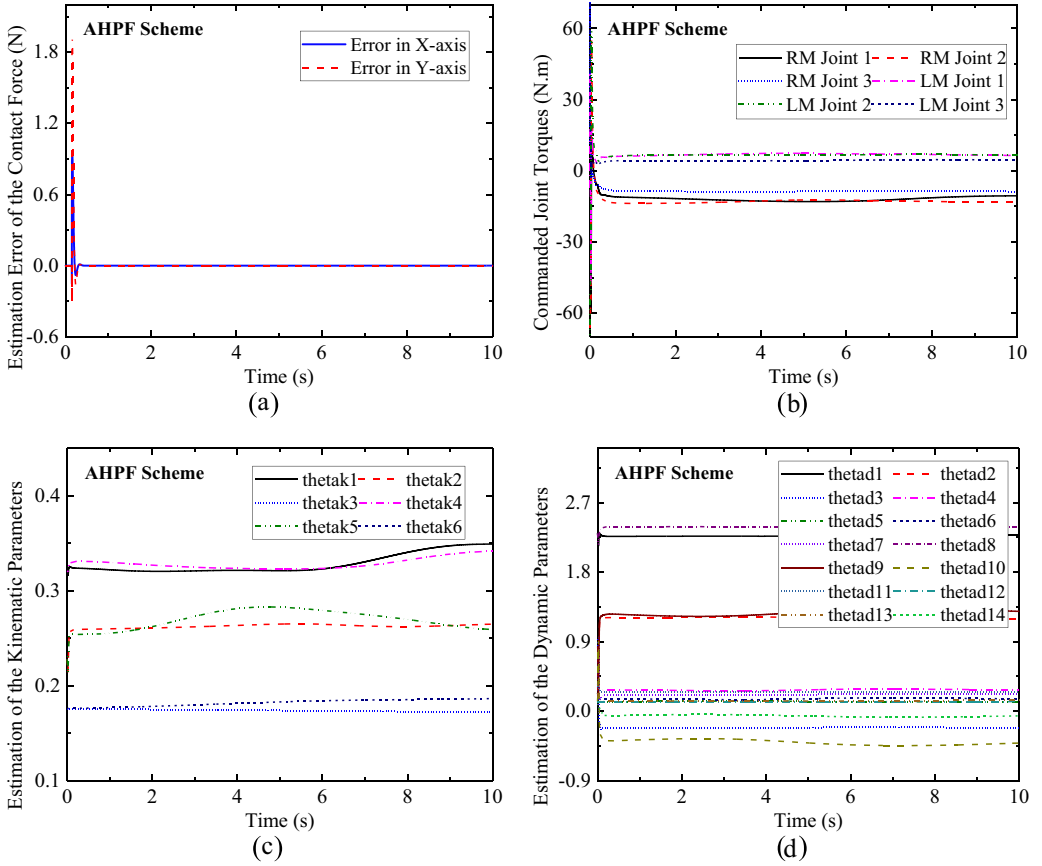 AHPF Scheme
Error in X-axis
Error in Y-axis
Estimation Error of the Contact Force (N)
1.8
1.2
0.6
0.0
-0.6
0 2 4 6 8 10
Time (s)
(a)
AHPF Scheme
RM Joint 1 RM Joint 2
RM Joint 3 LM Joint 1
LM Joint 2 LM Joint 3
Commanded Joint Torques (N.m)
60
30
0
-30
-60
0 2 4 6 8 10
Time (s)
(b)
AHPF Scheme
thetak1 thetak2
thetak3 thetak4
thetak5 thetak6
Estimation of the Kinematic Parameters
0.4
0.3
0.2
0.1
0 2 4 6 8 10
Time (s)
(c)
AHPF Scheme
thetad1 thetad2
thetad3 thetad4
thetad5 thetad6
thetad7 thetad8
thetad9 thetad10
thetad11 thetad12
thetad13 thetad14
Estimation of the Dynamic Parameters
2.7
1.8
0.9
0.0
-0.9
0 2 4 6 8 10
Time (s)
(d)